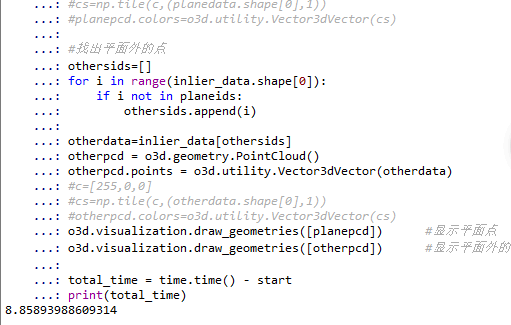 ...: #cs=np.tile(c,(planedata.shape[0],1))
...: #planepcd.colors=o3d.utility.Vector3dVector(cs)
...:
...: #找出平面外的点
...: othersids=[]
...: for i in range(inlier_data.shape[0]):
...:     if i not in planeids:
...:         othersids.append(i)
...:
...: otherdata=inlier_data[othersids]
...: otherpcd = o3d.geometry.PointCloud()
...: otherpcd.points = o3d.utility.Vector3dVector(otherdata)
...: #c=[255,0,0]
...: #cs=np.tile(c,(otherdata.shape[0],1))
...: #otherpcd.colors=o3d.utility.Vector3dVector(cs)
...: o3d.visualization.draw_geometries([planepcd])      #显示平面点
...: o3d.visualization.draw_geometries([otherpcd])      #显示平面外的
...:
...: total_time = time.time() - start
...: print(total_time)
8.85893988609314